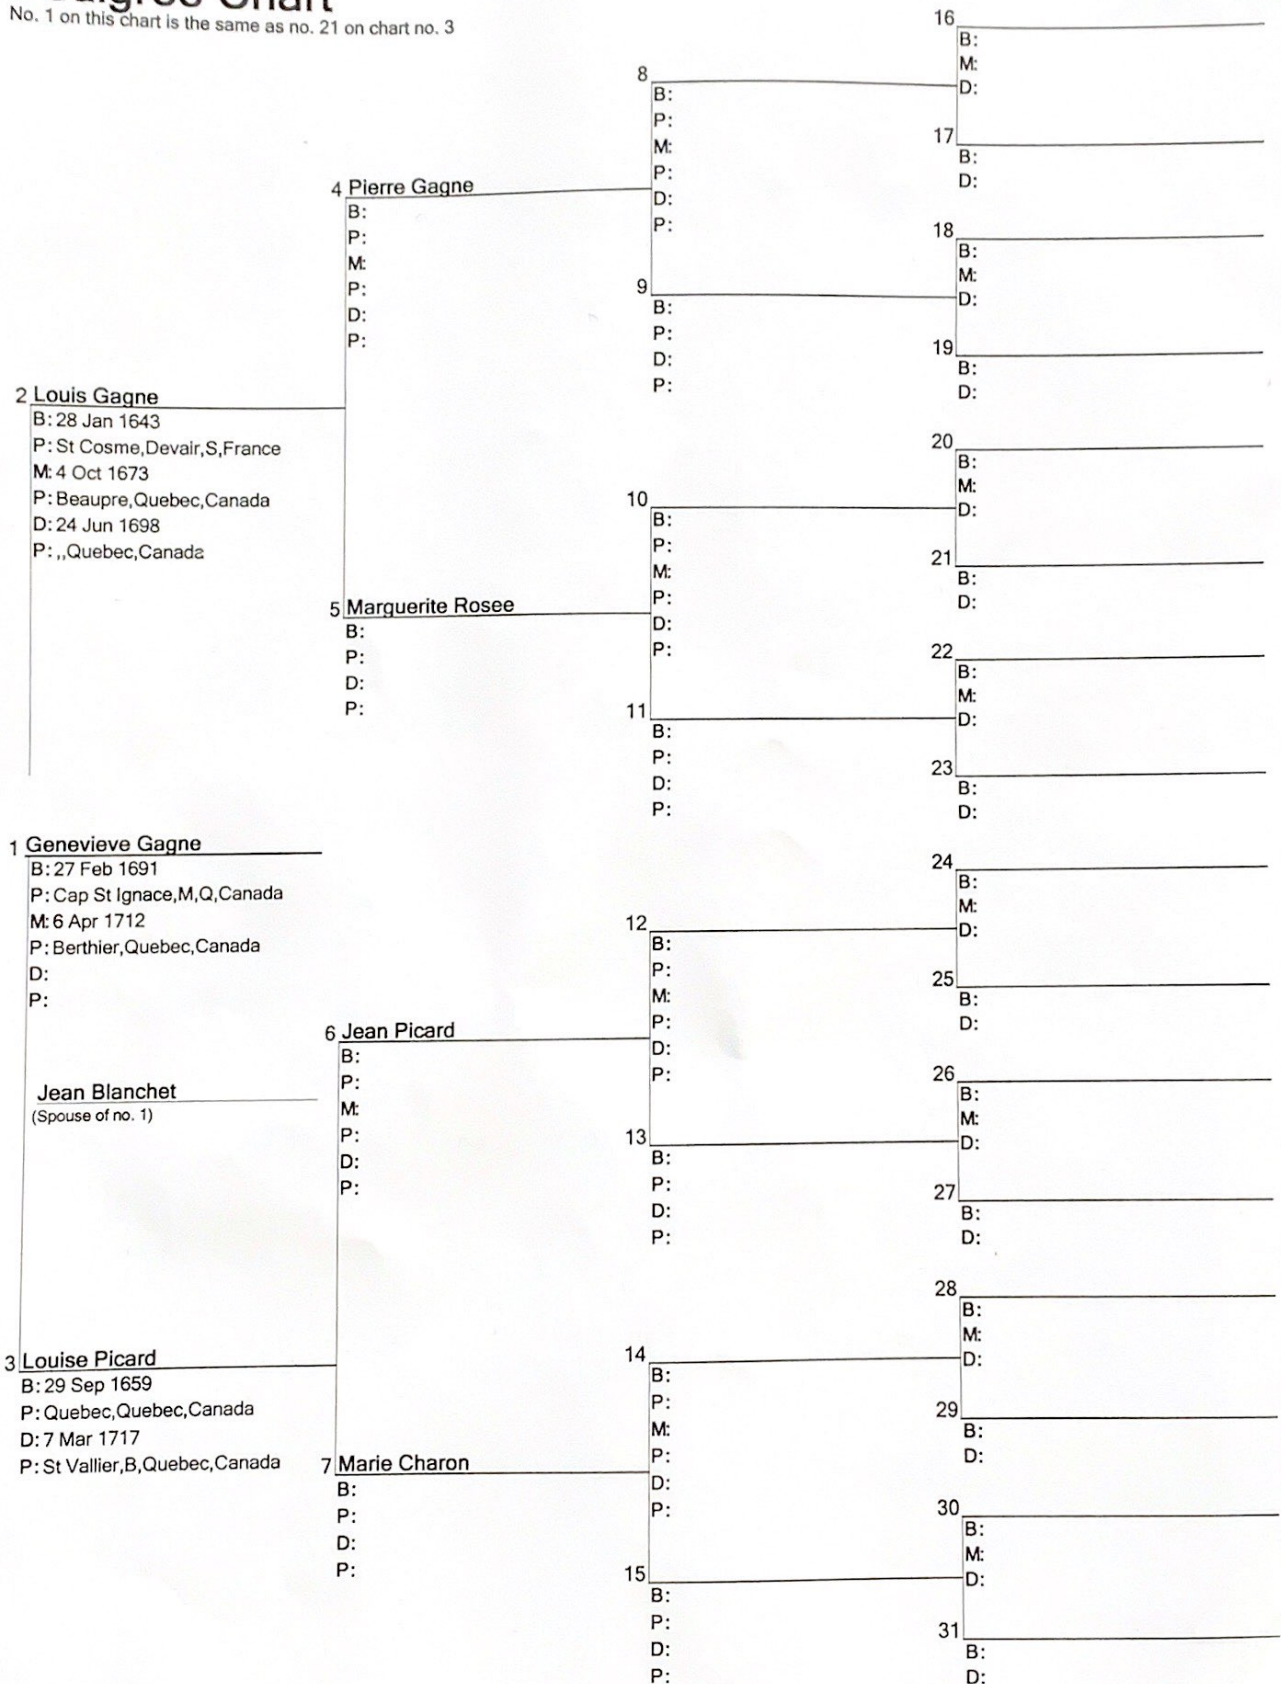 Chart
No. 1 on this chart is the same as no. 21 on chart no. 3
2 Louis Gagne
B: 28 Jan 1643
P: St Cosme,Devair,S,France
M: 4 Oct 1673
P: Beaupre,Quebec,Canada
D: 24 Jun 1698
P: ,,Quebec,Canada
1 Genevieve Gagne
B: 27 Feb 1691
P: Cap St Ignace,M,Q,Canada
M: 6 Apr 1712
P: Berthier,Quebec,Canada
D:
P:
Jean Blanchet
(Spouse of no. 1)
3 Louise Picard
B: 29 Sep 1659
P: Quebec,Quebec,Canada
D: 7 Mar 1717
P: St Vallier,B,Quebec,Canada
4 Pierre Gagne
B:
P:
M:
P:
D:
P:
5 Marguerite Rosee
B:
P:
D:
P:
6 Jean Picard
B:
P:
M:
P:
D:
P:
7 Marie Charon
B:
P:
D:
P:
8
B:
P:
M:
P:
D:
P:
9
B:
P:
D:
P:
10
B:
P:
M:
P:
D:
P:
11
B:
P:
D:
P:
12
B:
P:
M:
P:
D:
P:
13
B:
P:
D:
P:
14
B:
P:
M:
P:
D:
P:
15
B:
P:
D:
P:
16
B:
M:
D:
17
B:
D:
18
B:
M:
D:
19
B:
D:
20
B:
M:
D:
21
B:
D:
22
B:
M:
D:
23
B:
D:
24
B:
M:
D:
25
B:
D:
26
B:
M:
D:
27
B:
D:
28
B:
M:
D:
29
B:
D:
30
B:
M:
D:
31
B:
D: